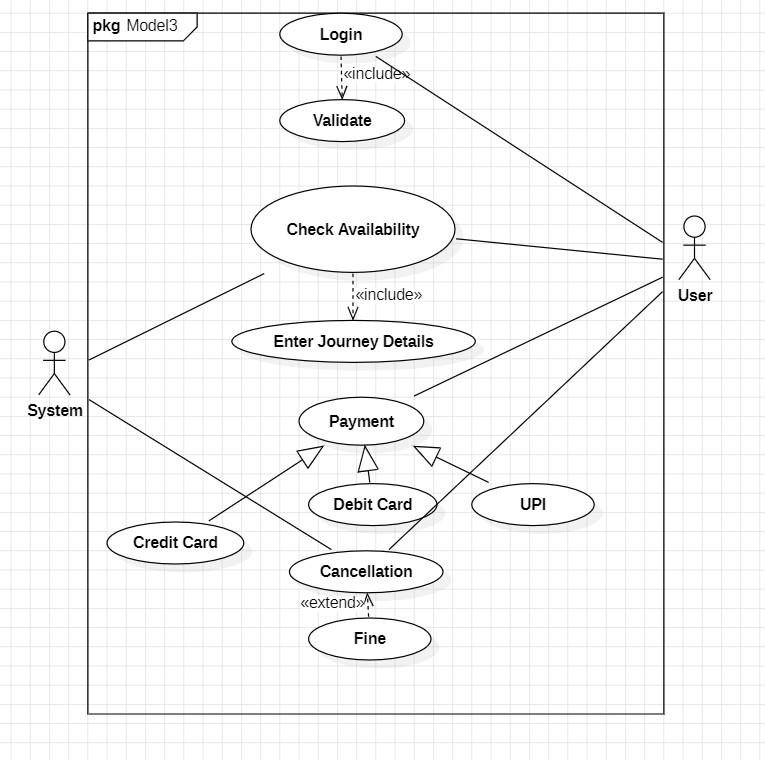 pkg Model3
Login
«include»
Validate
Check Availability
User
«include»
Enter Journey Details
System
Payment
Debit Card
UPI
Credit Card
Cancellation
«extend»
Fine